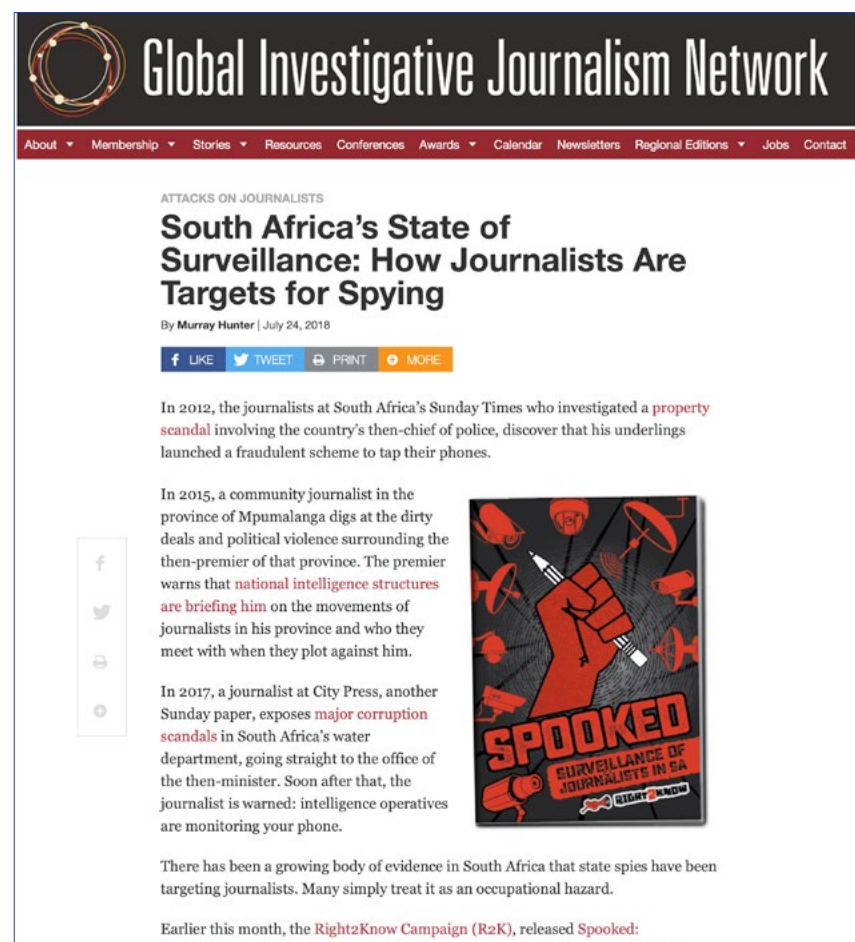 Global Investigative Journalism Network
About Membership Stories Resources Conferences Awards Calendar Newsletters Regional Editions Jobs Contact
ATTACKS ON JOURNALISTS
South Africa’s State of
Surveillance: How Journalists Are
Targets for Spying
By Murray Hunter | July 24, 2018
LIKE TWEET PRINT MORE
In 2012, the journalists at South Africa’s Sunday Times who investigated a property
scandal involving the country’s then-chief of police, discover that his underlings
launched a fraudulent scheme to tap their phones.
In 2015, a community journalist in the
province of Mpumalanga digs at the dirty
deals and political violence surrounding the
then-premier of that province. The premier
warns that national intelligence structures
are briefing him on the movements of
journalists in his province and who they
meet with when they plot against him.
In 2017, a journalist at City Press, another
Sunday paper, exposes major corruption
scandals in South Africa’s water
department, going straight to the office of
the then-minister. Soon after that, the
journalist is warned: intelligence operatives
are monitoring your phone.
SPOOKED
SURVEILLANCE OF
JOURNALISTS IN SA
RIGHT2KNOW
There has been a growing body of evidence in South Africa that state spies have been
targeting journalists. Many simply treat it as an occupational hazard.
Earlier this month, the Right2Know Campaign (R2K), released Spooked: